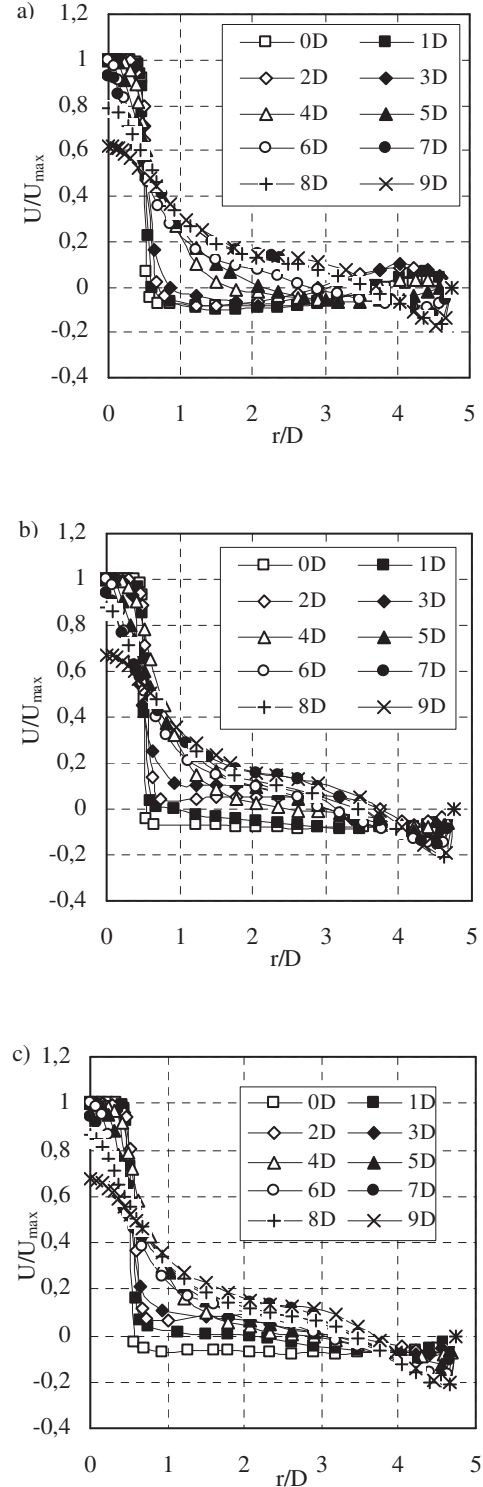 a)
1,2
1
0,8
0,6
0,4
0,2
0
-0,2
-0,4
U/Umax
0D 1D
2D 3D
4D 5D
6D 7D
8D 9D
0 1 2 3 4 5
r/D
b)
1,2
1
0,8
0,6
0,4
0,2
0
-0,2
-0,4
U/Umax
0D 1D
2D 3D
4D 5D
6D 7D
8D 9D
0 1 2 3 4 5
r/D
c)
1,2
1
0,8
0,6
0,4
0,2
0
-0,2
-0,4
U/Umax
0D 1D
2D 3D
4D 5D
6D 7D
8D 9D
0 1 2 3 4 5
r/D